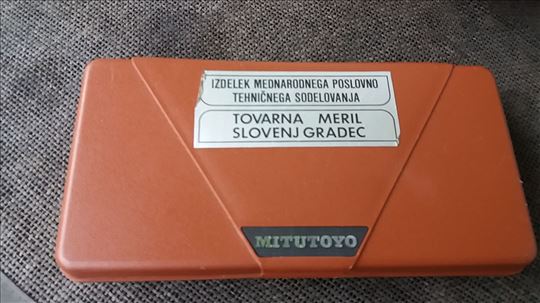 IZDELEK MEDNARODNEGA POSLOVNO
TEHNIČNEGA SODELOVANJA
TOVARNA MERIL
SLOVENJ GRADEC
MITUTOYO